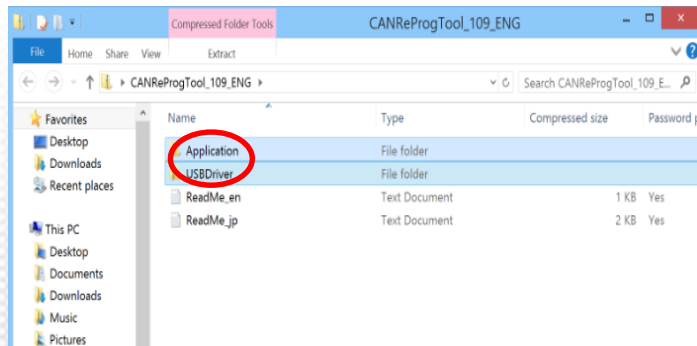 Compressed Folder Tools
CANReProgTool_109_ENG
File Home Share View Extract
CANReProgTool_109_ENG
Search CANReProgTool_109_E...
Favorites
Desktop
Downloads
Recent places
This PC
Desktop
Documents
Downloads
Music
Pictures
Name Type Compressed size Password
Application File folder
USBDriver File folder
ReadMe_en Text Document 1 KB Yes
ReadMe_jp Text Document 2 KB Yes